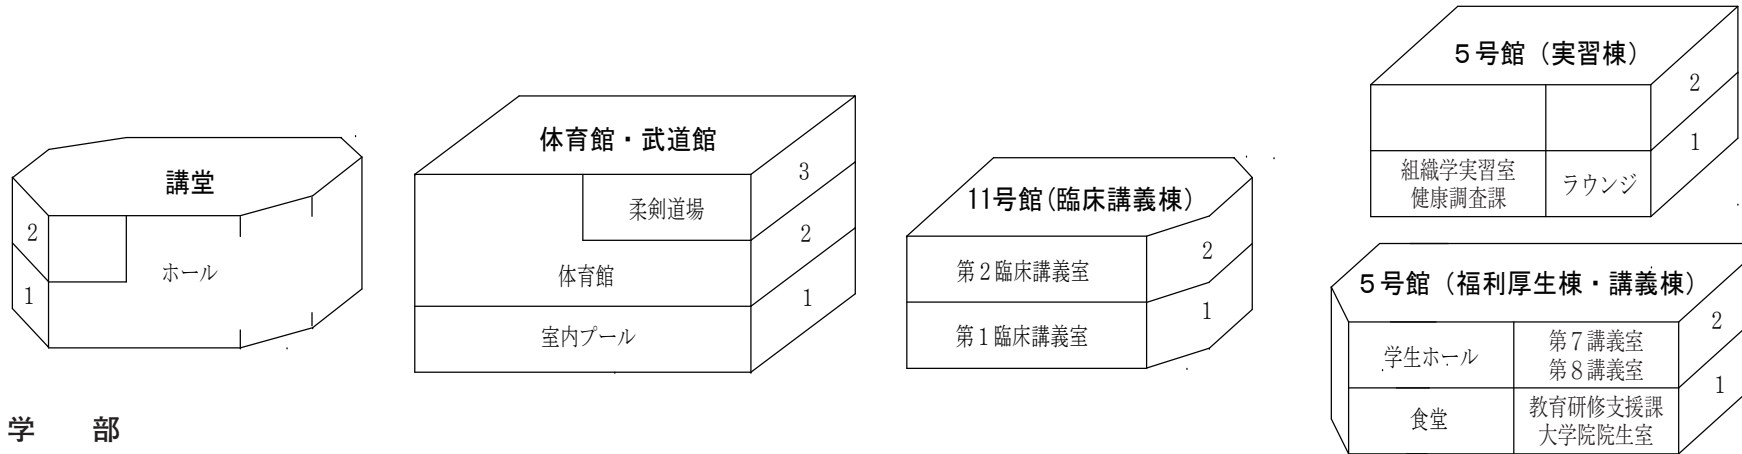 講堂
2
1
ホール
体育館・武道館
3
2
1
柔剣道場
体育館
室内プール
11号館(臨床講義棟)
2
1
第2臨床講義室
第1臨床講義室
5号館（実習棟）
2
1
組織学実習室
健康調査課
ラウンジ
5号館（福利厚生棟・講義棟）
2
1
学生ホール
第7講義室
第8講義室
食堂
教育研修支援課
大学院院生室
学　部